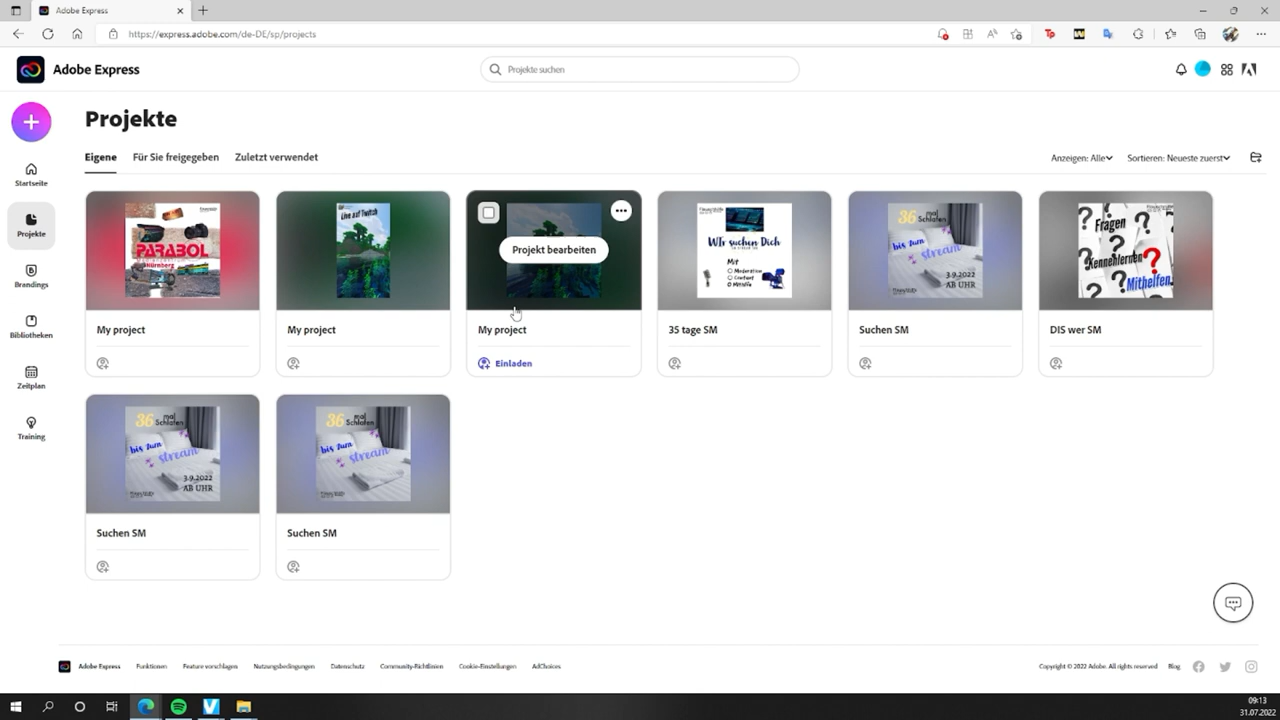 Adobe Express
https://express.adobe.com/de-DE/sp/projects
Adobe Express
Projekte suchen
Projekte
Eigene
Für Sie freigegeben
Zuletzt verwendet
Anzeigen: Alle
Sortieren: Neueste zuerst
Startseite
Projekte
Brandings
Bibliotheken
Zeitplan
Training
PARABOL
Nürnberg
Live auf Twitch
Projekt bearbeiten
WIr suchen Dich
Mit
Moderation
Content
Mithilfe
36 mal
Schlafen
bis zum
stream
3.9.2022
AB UHR
Fragen
Kennenlernen
Mithelfen
My project
My project
My project
35 tage SM
Suchen SM
DIS wer SM
Einladen
36 mal
Schlafen
bis zum
stream
3.9.2022
AB UHR
36 mal
Schlafen
bis zum
stream
Suchen SM
Suchen SM
Adobe Express
Funktionen
Feature vorschlagen
Nutzungsbedingungen
Datenschutz
Community-Richtlinien
Cookie-Einstellungen
AdChoices
Copyright © 2022 Adobe. All rights reserved
Blog
09:13
31.07.2022